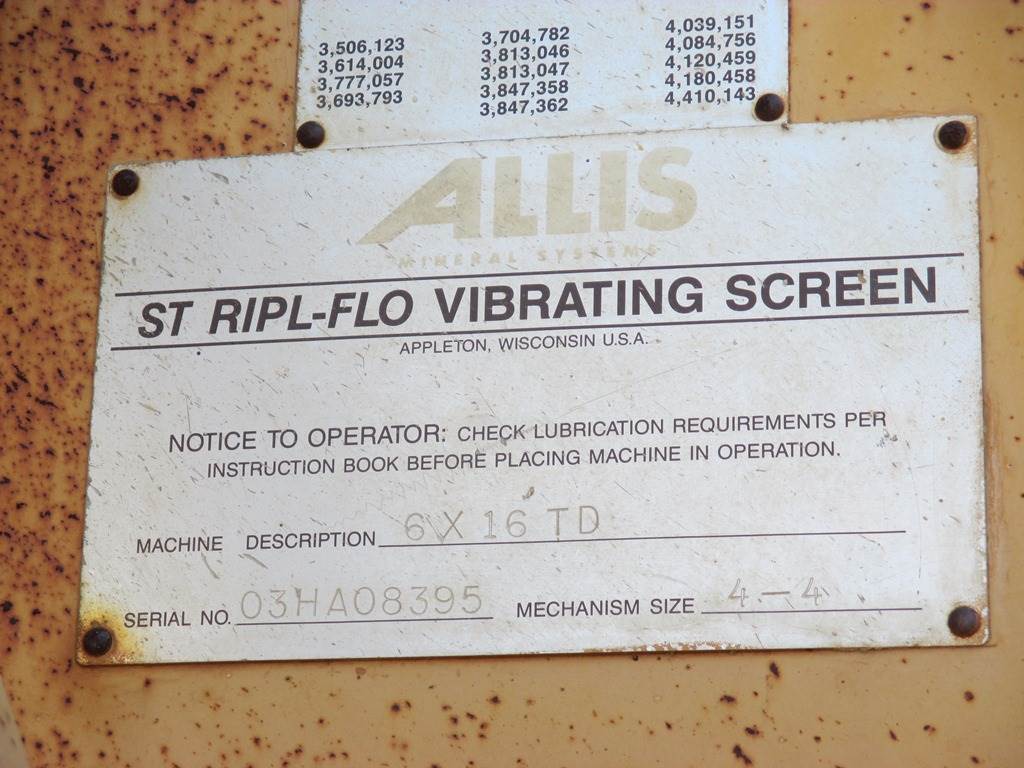 3,506,123 3,704,782 4,039,151
3,614,004 3,813,046 4,084,756
3,777,057 3,813,047 4,120,459
3,693,793 3,847,358 4,180,458
3,847,362 4,410,143
ALLIS
MINERAL SYSTEMS
ST RIPL-FLO VIBRATING SCREEN
APPLETON, WISCONSIN U.S.A.
NOTICE TO OPERATOR: CHECK LUBRICATION REQUIREMENTS PER
INSTRUCTION BOOK BEFORE PLACING MACHINE IN OPERATION.
MACHINE DESCRIPTION 6 X 16 TD
SERIAL NO. 03HA08395 MECHANISM SIZE 4-4